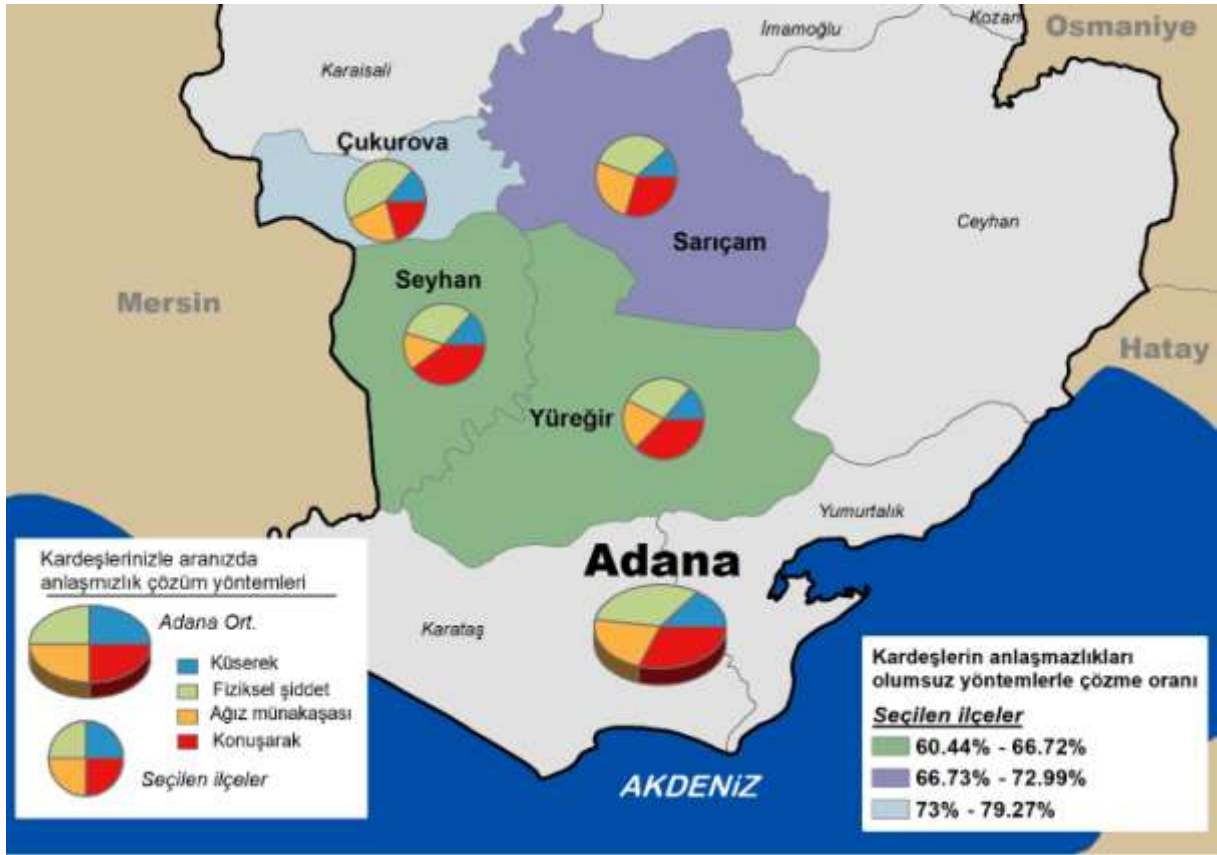 Osmaniye
Kozan
İmamoğlu
Karaisali
Çukurova
Sarıçam
Ceyhan
Seyhan
Mersin
Hatay
Yüreğir
Yumurtalık
Adana
Karataş
AKDENİZ
Kardeşlerinizle aranızda
anlaşmızlık çözüm yöntemleri
Adana Ort.
Küserek
Fiziksel şiddet
Ağız münakaşası
Konuşarak
Seçilen ilçeler
Kardeşlerin anlaşmazlıkları
olumsuz yöntemlerle çözme oranı
Seçilen ilçeler
60.44% - 66.72%
66.73% - 72.99%
73% - 79.27%